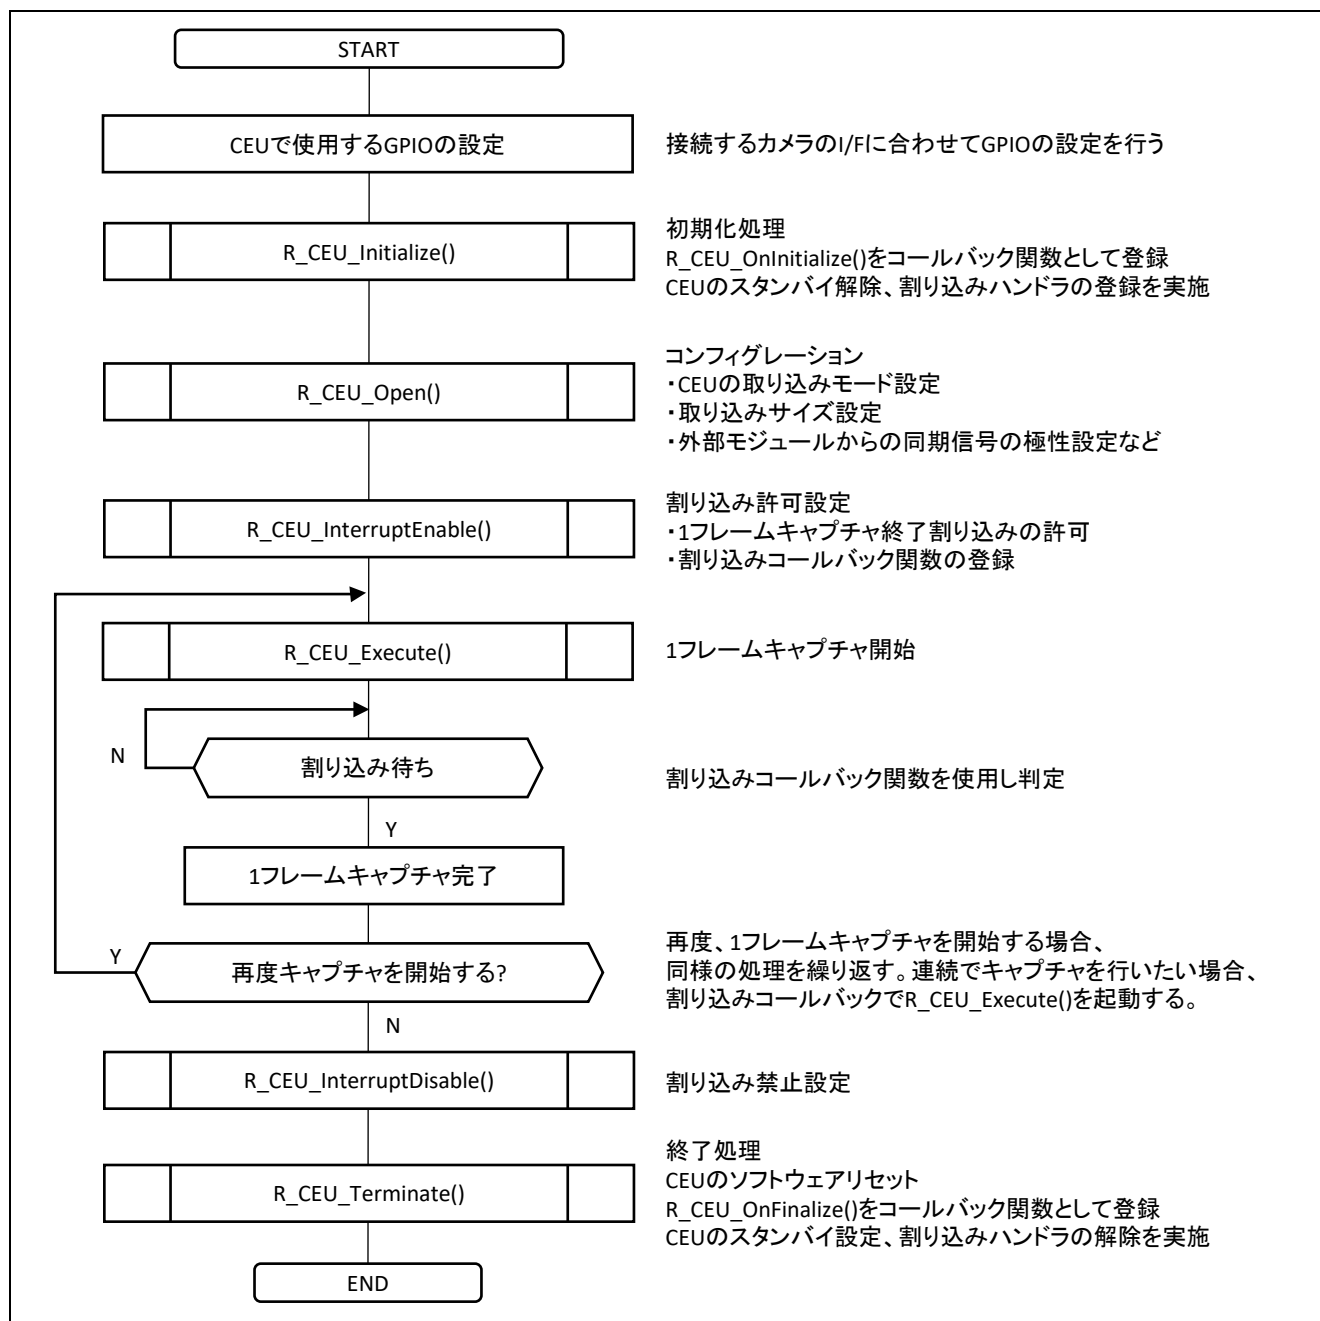 START
CEUで使用するGPIOの設定
接続するカメラのI/Fに合わせてGPIOの設定を行う
R_CEU_Initialize()
初期化処理
R_CEU_OnInitialize()をコールバック関数として登録
CEUのスタンバイ解除、割り込みハンドラの登録を実施
R_CEU_Open()
コンフィグレーション
・CEUの取り込みモード設定
・取り込みサイズ設定
・外部モジュールからの同期信号の極性設定など
R_CEU_InterruptEnable()
割り込み許可設定
・1フレームキャプチャ終了割り込みの許可
・割り込みコールバック関数の登録
R_CEU_Execute()
1フレームキャプチャ開始
N
割り込み待ち
割り込みコールバック関数を使用し判定
Y
1フレームキャプチャ完了
Y
再度キャプチャを開始する?
再度、1フレームキャプチャを開始する場合、
同様の処理を繰り返す。連続でキャプチャを行いたい場合、
割り込みコールバックでR_CEU_Execute()を起動する。
N
R_CEU_InterruptDisable()
割り込み禁止設定
R_CEU_Terminate()
終了処理
CEUのソフトウェアリセット
R_CEU_OnFinalize()をコールバック関数として登録
CEUのスタンバイ設定、割り込みハンドラの解除を実施
END